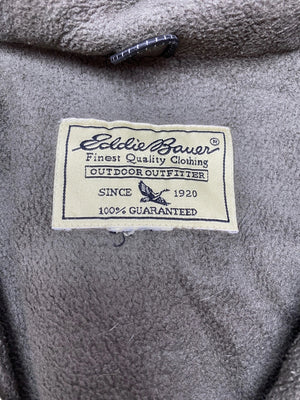 Eddie Bauer®
Finest Quality Clothing
OUTDOOR OUTFITTER
SINCE 1920
100% GUARANTEED